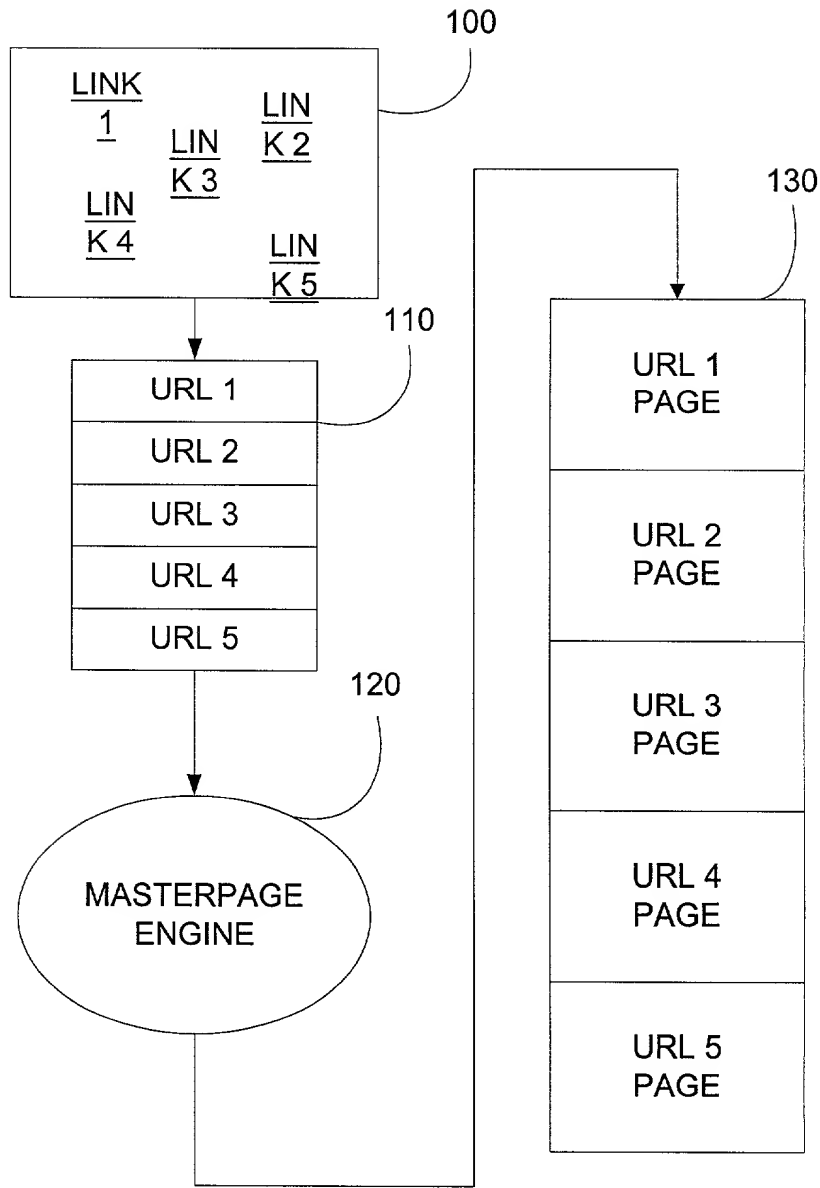 100
LINK
1
LIN
K 2
LIN
K 3
LIN
K 4
LIN
K 5
110
URL 1
URL 2
URL 3
URL 4
URL 5
120
MASTERPAGE
ENGINE
130
URL 1
PAGE
URL 2
PAGE
URL 3
PAGE
URL 4
PAGE
URL 5
PAGE